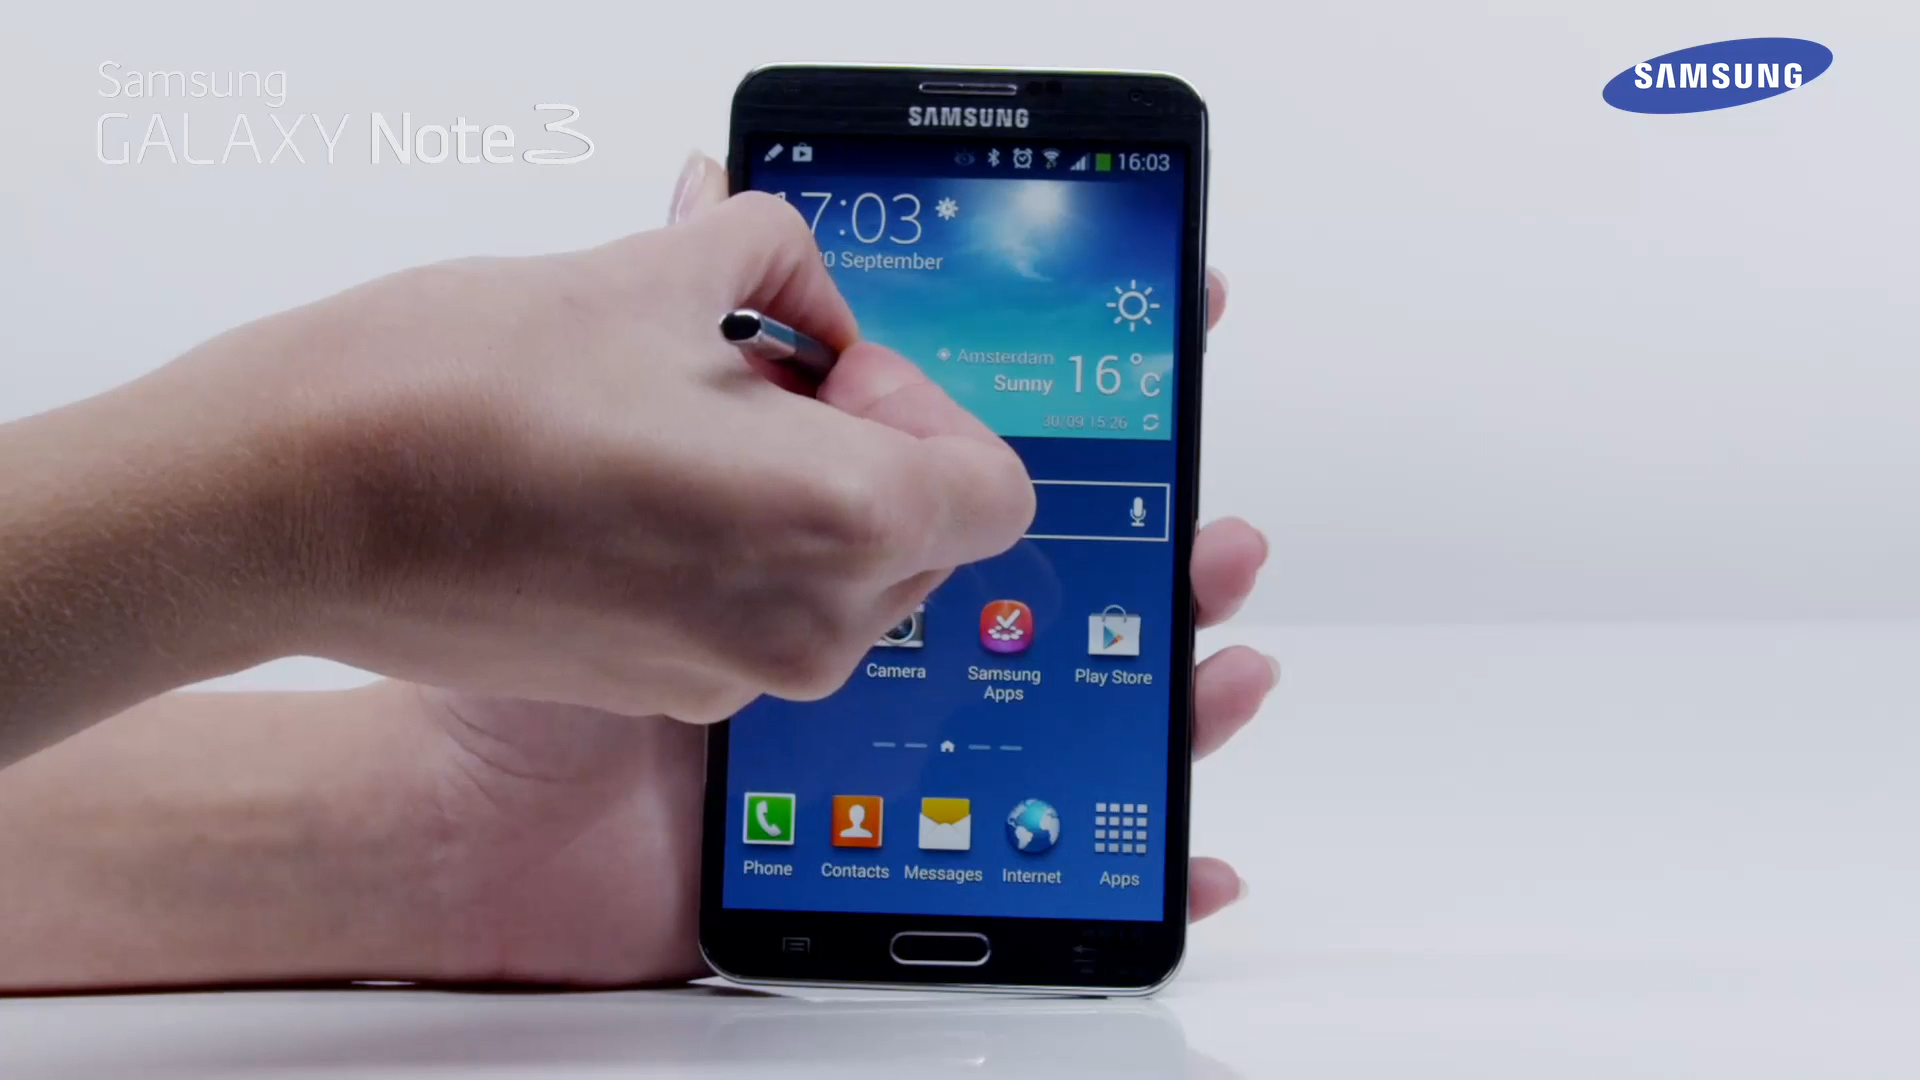 Samsung
GALAXY Note 3
SAMSUNG
SAMSUNG
16:03
7:03
0 September
Amsterdam
Sunny
16°C
30/09 15:26
Camera
Samsung
Apps
Play Store
Phone
Contacts
Messages
Internet
Apps